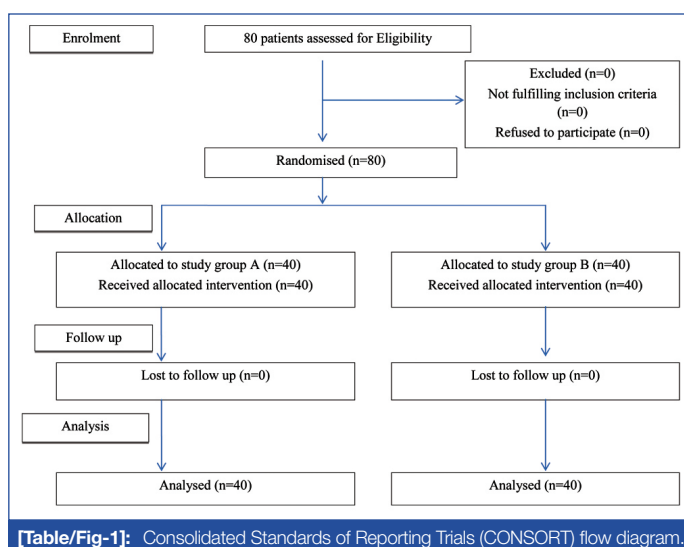 Enrolment
80 patients assessed for Eligibility
Excluded (n=0)
Not fulfilling inclusion criteria
(n=0)
Refused to participate (n=0)
Randomised (n=80)
Allocation
Allocated to study group A (n=40)
Received allocated intervention (n=40)
Allocated to study group B (n=40)
Received allocated intervention (n=40)
Follow up
Lost to follow up (n=0)
Lost to follow up (n=0)
Analysis
Analysed (n=40)
Analysed (n=40)
[Table/Fig-1]: Consolidated Standards of Reporting Trials (CONSORT) flow diagram.